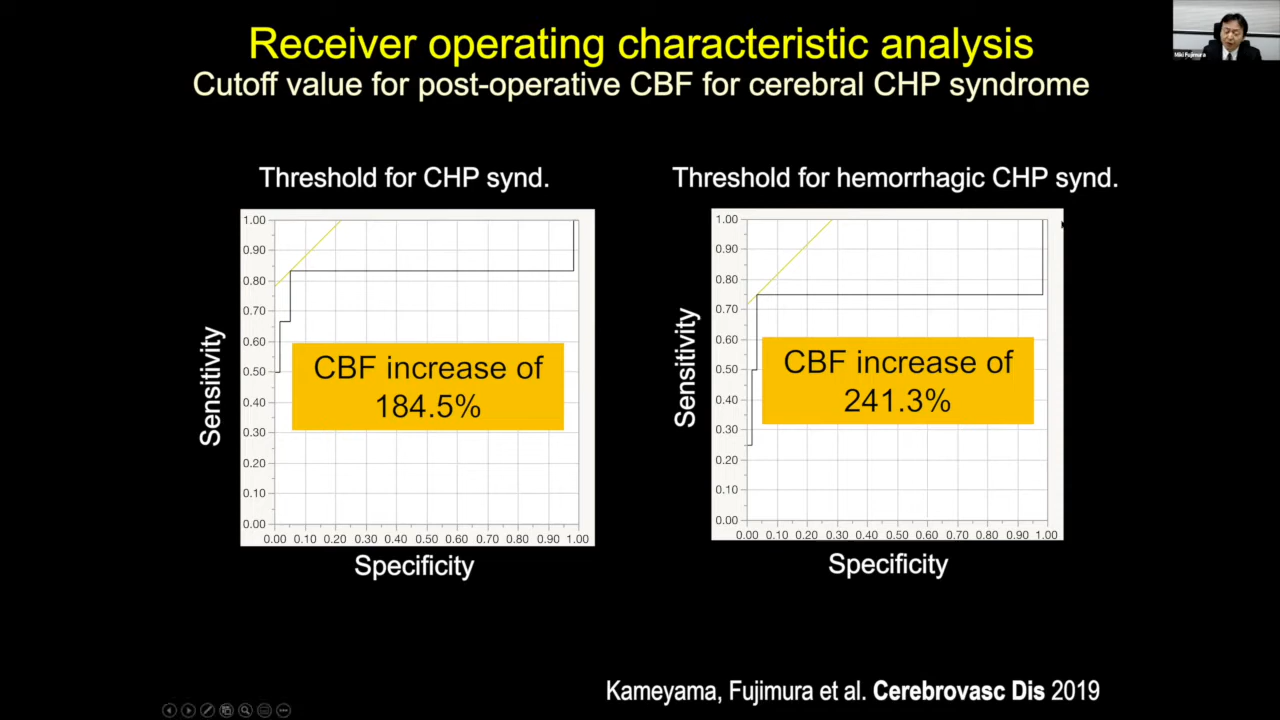 Receiver operating characteristic analysis
Cutoff value for post-operative CBF for cerebral CHP syndrome
Miki Fujimura
Threshold for CHP synd.
1.00
0.90
0.80
0.70
0.60
0.50
0.40
0.30
0.20
0.10
0.00
0.00 0.10 0.20 0.30 0.40 0.50 0.60 0.70 0.80 0.90 1.00
Sensitivity
Specificity
CBF increase of
184.5%
Threshold for hemorrhagic CHP synd.
1.00
0.90
0.80
0.70
0.60
0.50
0.40
0.30
0.20
0.10
0.00
0.00 0.10 0.20 0.30 0.40 0.50 0.60 0.70 0.80 0.90 1.00
Sensitivity
Specificity
CBF increase of
241.3%
Kameyama, Fujimura et al. Cerebrovasc Dis 2019